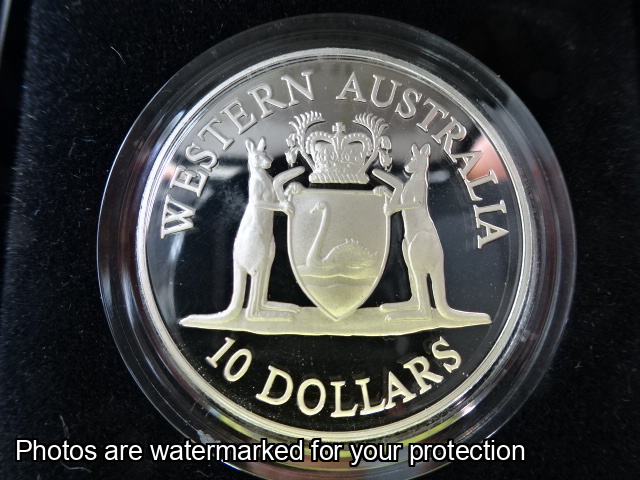 WESTERN AUSTRALIA
10 DOLLARS
Photos are watermarked for your protection